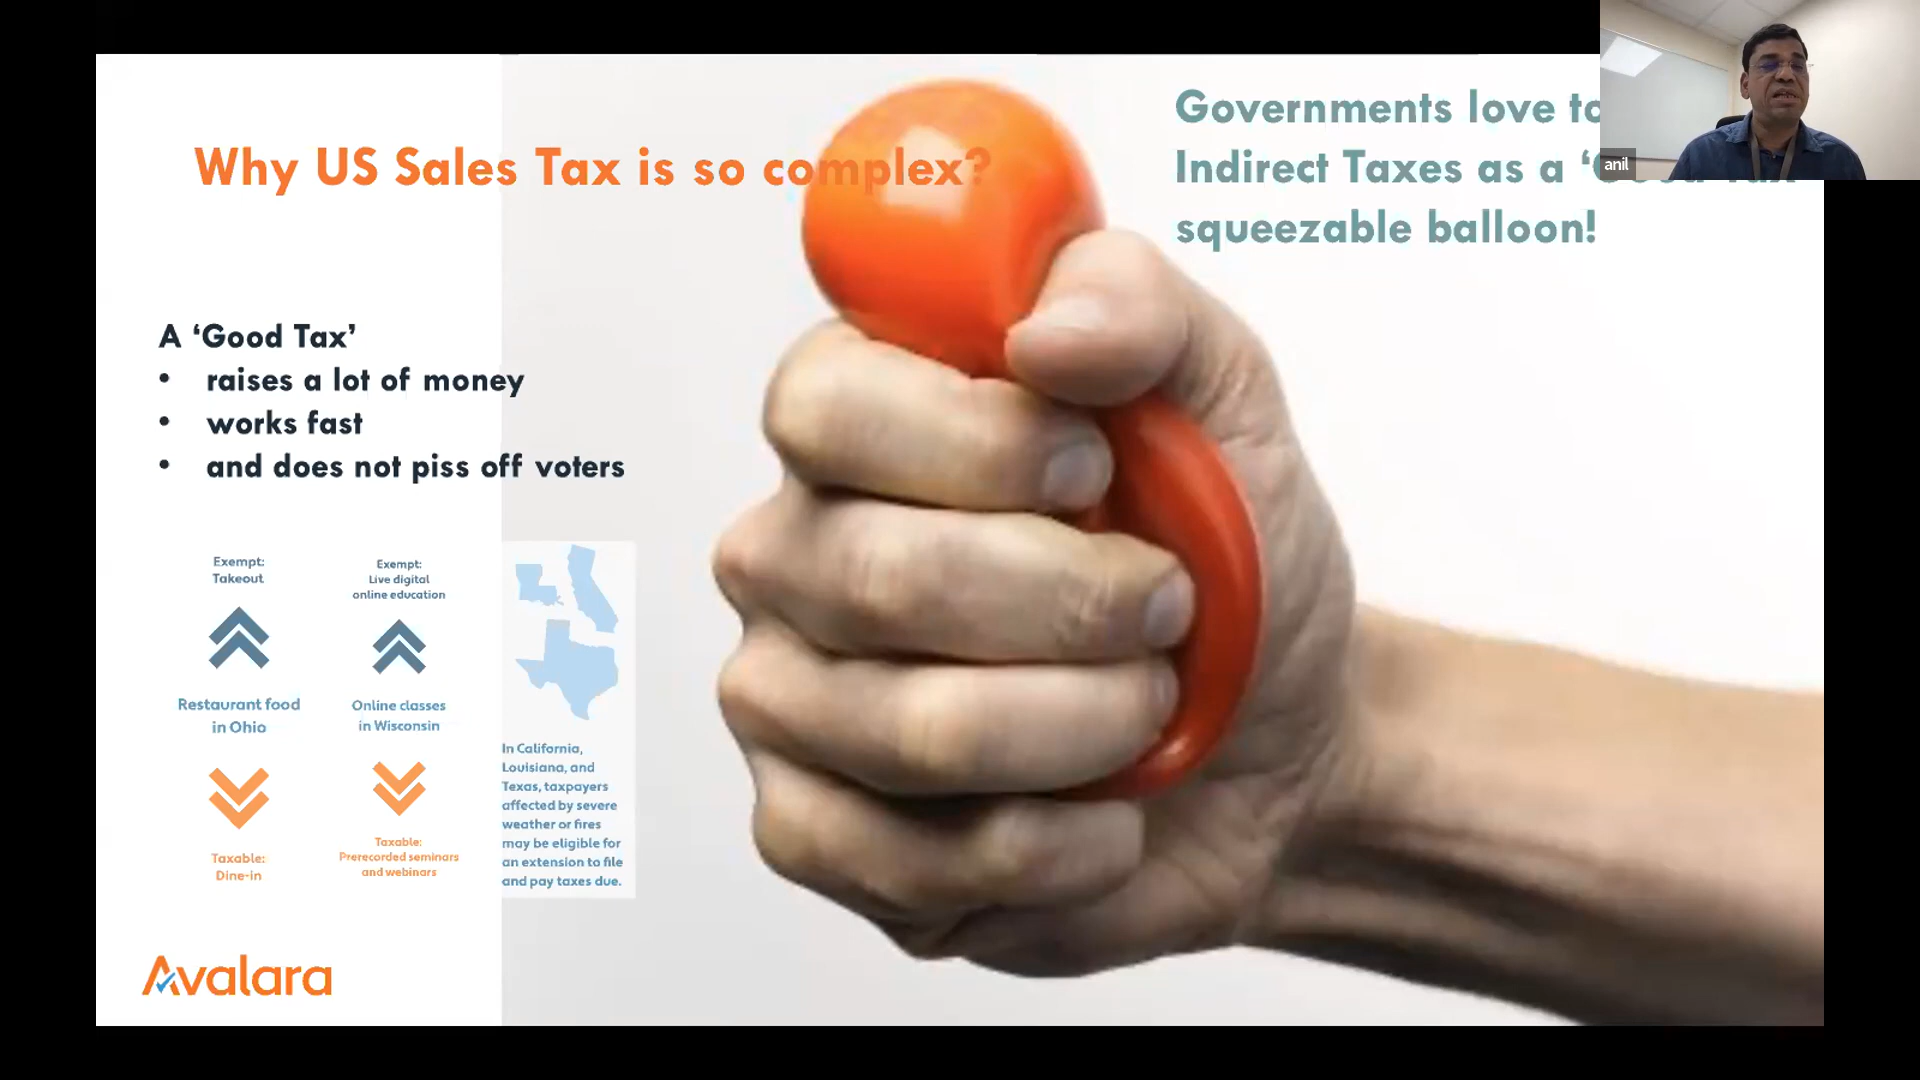 Why US Sales Tax is so complex?
Governments love to
Indirect Taxes as a ‘Good Tax’
squeezable balloon!
anil
A ‘Good Tax’
• raises a lot of money
• works fast
• and does not piss off voters
Exempt:
Takeout
Restaurant food
in Ohio
Taxable:
Dine-in
Exempt:
Live digital
online education
Online classes
in Wisconsin
Taxable:
Prerecorded seminars
and webinars
In California,
Louisiana, and
Texas, taxpayers
affected by severe
weather or fires
may be eligible for
an extension to file
and pay taxes due.
Avalara